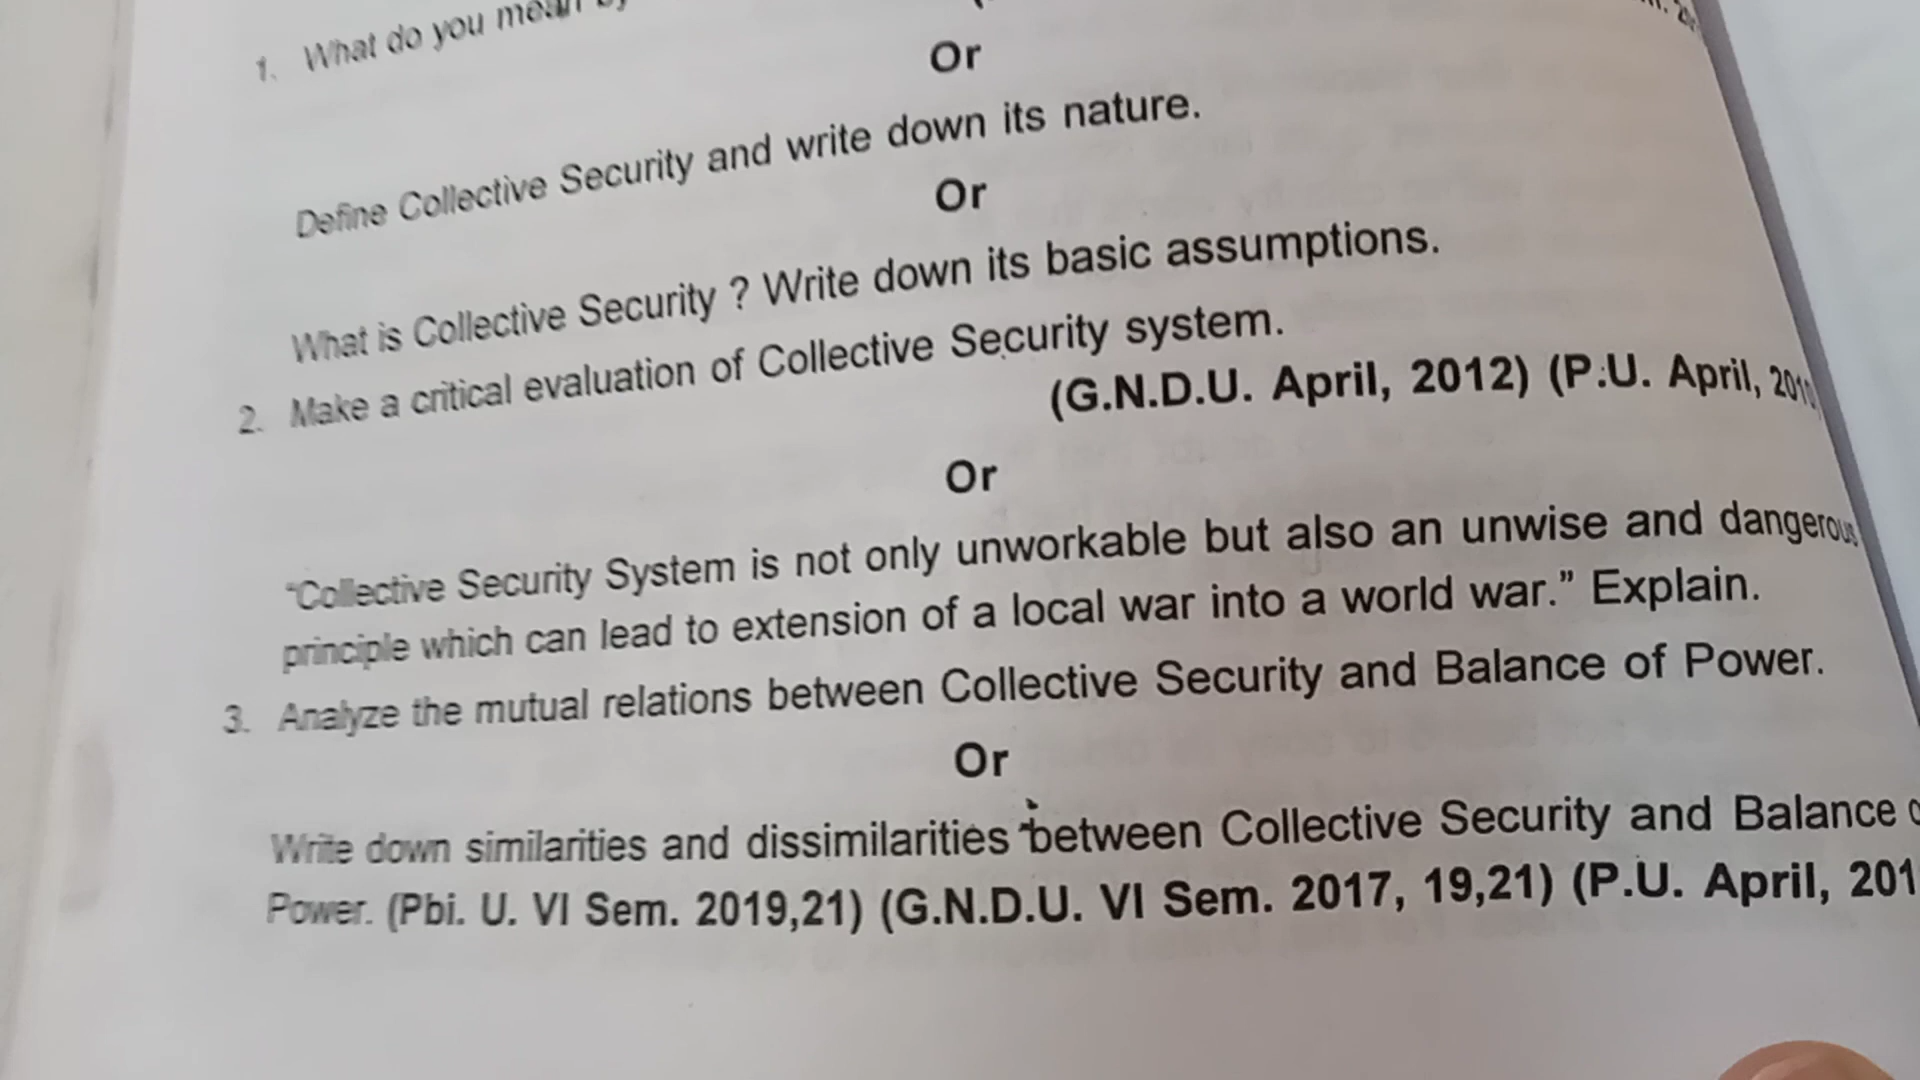 1. What do you mean
Or
Define Collective Security and write down its nature.
Or
What is Collective Security ? Write down its basic assumptions.
2. Make a critical evaluation of Collective Security system.
(G.N.D.U. April, 2012) (P.U. April,
Or
"Collective Security System is not only unworkable but also an unwise and dangerous
principle which can lead to extension of a local war into a world war." Explain.
3. Analyze the mutual relations between Collective Security and Balance of Power.
Or
Write down similarities and dissimilarities between Collective Security and Balance
Power. (Pbi. U. VI Sem. 2019,21) (G.N.D.U. VI Sem. 2017, 19,21) (P.U. April, 201